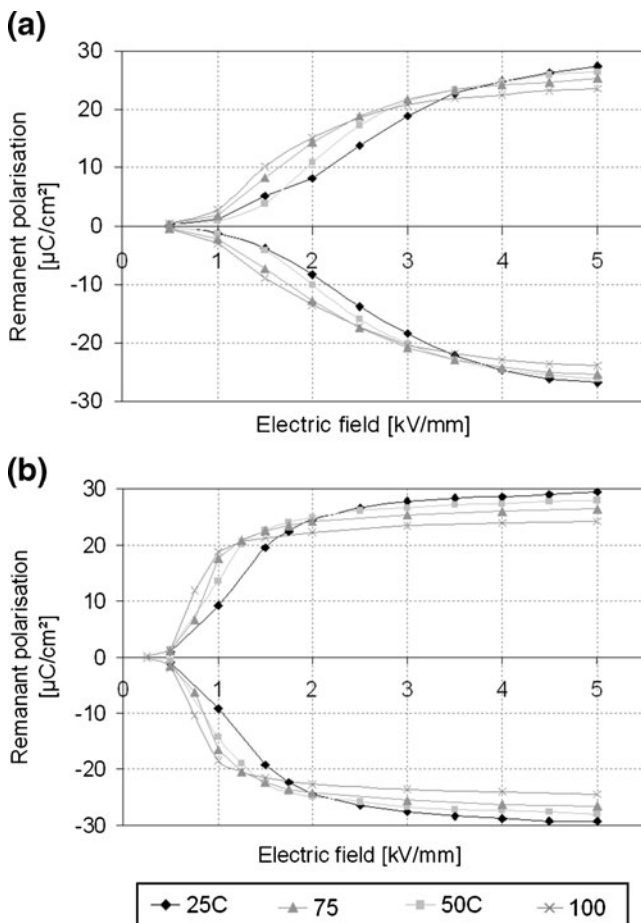 (a)
Remanent polarisation
[µC/cm²]
30
20
10
0
-10
-20
-30
0 1 2 3 4 5
Electric field [kV/mm]
(b)
Remanant polarisation
[µC/cm²]
30
20
10
0
-10
-20
-30
0 1 2 3 4 5
Electric field [kV/mm]
25C 75 50C 100